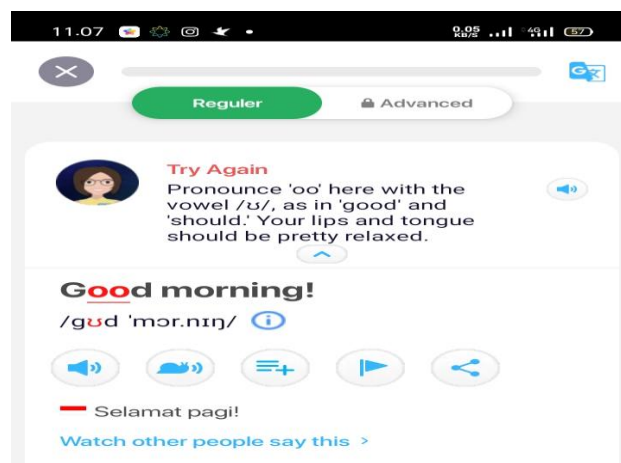 11.07 0.05 KB/S 4G 57
Reguler Advanced
Try Again
Pronounce 'oo' here with the
vowel /ʊ/, as in 'good' and
'should.' Your lips and tongue
should be pretty relaxed.
Good morning!
/gʊd 'mɔr.nɪŋ/
Selamat pagi!
Watch other people say this >